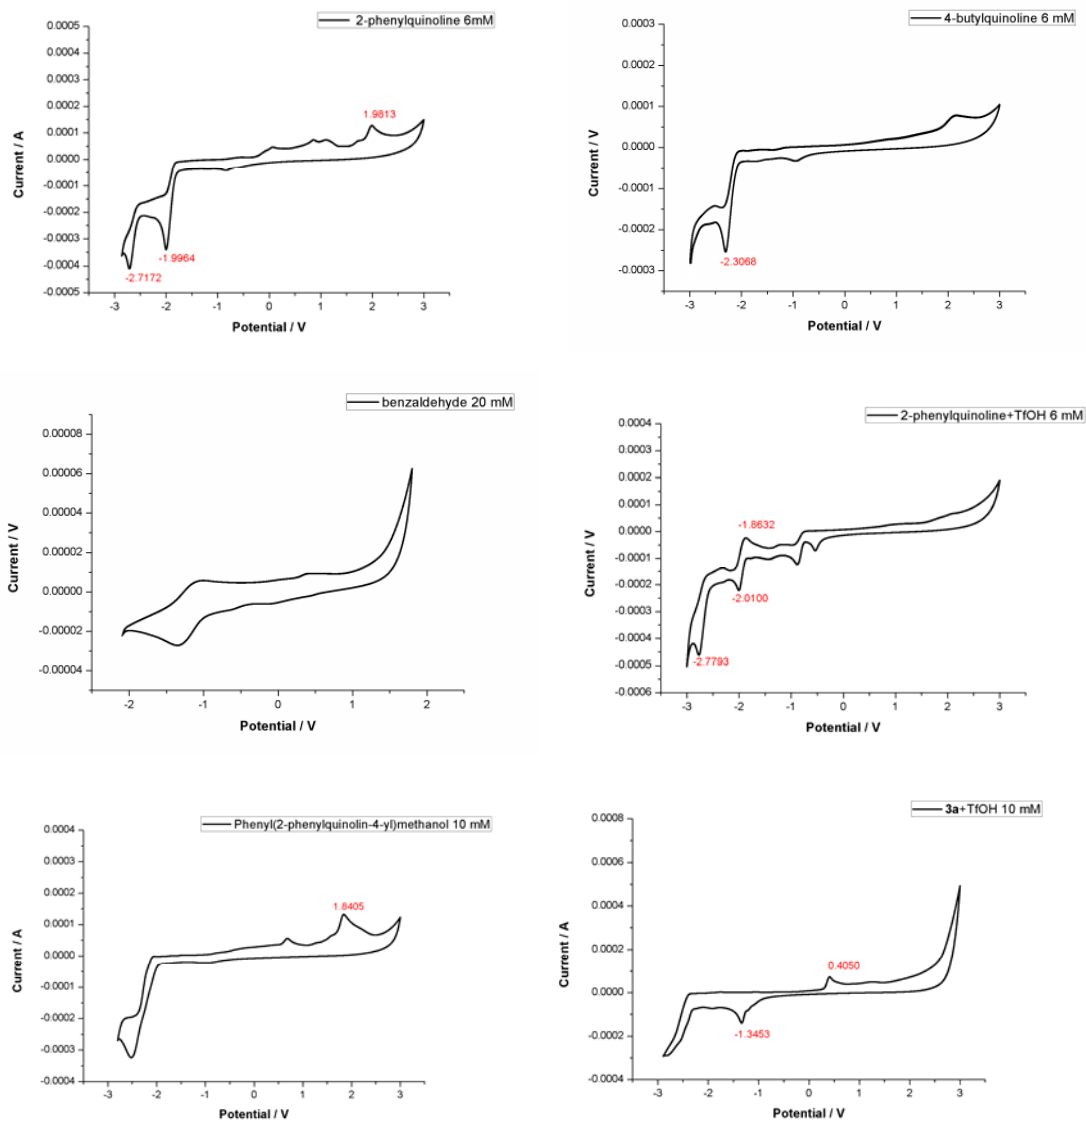 2-phenylquinoline 6mM
0.0005
0.0004
0.0003
0.0002
0.0001
0.0000
-0.0001
-0.0002
-0.0003
-0.0004
-0.0005
Current / A
1.9813
-1.9964
-2.7172
-3 -2 -1 0 1 2 3
Potential / V
4-butylquinoline 6 mM
0.0003
0.0002
0.0001
0.0000
-0.0001
-0.0002
-0.0003
Current / V
-2.3068
-3 -2 -1 0 1 2 3
Potential / V
benzaldehyde 20 mM
0.00008
0.00006
0.00004
0.00002
0.00000
-0.00002
-0.00004
Current / V
-2 -1 0 1 2
Potential / V
2-phenylquinoline+TfOH 6 mM
0.0004
0.0003
0.0002
0.0001
0.0000
-0.0001
-0.0002
-0.0003
-0.0004
-0.0005
-0.0006
Current / V
-1.8632
-2.0100
-2.7793
-3 -2 -1 0 1 2 3
Potential / V
Phenyl(2-phenylquinolin-4-yl)methanol 10 mM
0.0004
0.0003
0.0002
0.0001
0.0000
-0.0001
-0.0002
-0.0003
-0.0004
Current / A
1.8405
-3 -2 -1 0 1 2 3
Potential / V
3a+TfOH 10 mM
0.0008
0.0006
0.0004
0.0002
0.0000
-0.0002
-0.0004
Current / A
0.4050
-1.3453
-3 -2 -1 0 1 2 3
Potential / V